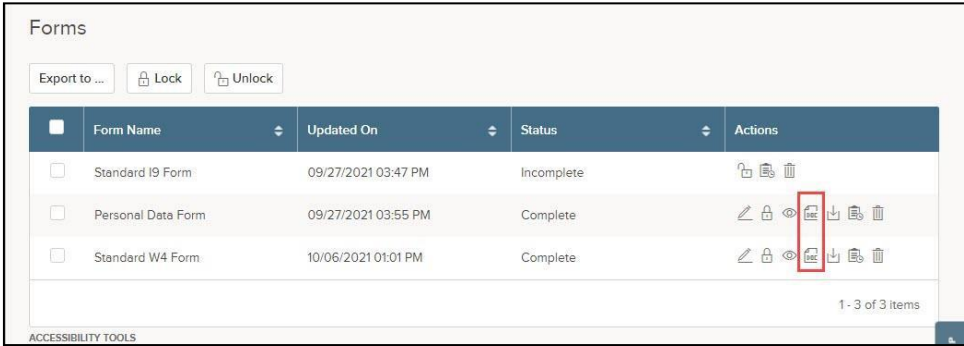 Forms
Export to ... Lock Unlock
Form Name Updated On Status Actions
Standard I9 Form 09/27/2021 03:47 PM Incomplete
Personal Data Form 09/27/2021 03:55 PM Complete DOC
Standard W4 Form 10/06/2021 01:01 PM Complete DOC
1 - 3 of 3 items
ACCESSIBILITY TOOLS